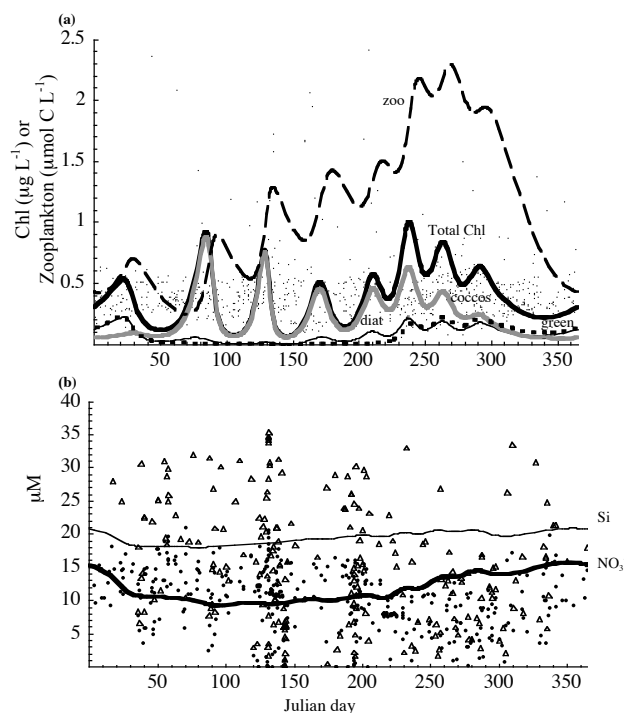 (a)
2.5
2
1.5
1
0.5
Chl (μg L⁻¹) or
Zooplankton (μmol C L⁻¹)
zoo
Total Chl
coccos
diat
green
50 100 150 200 250 300 350
(b)
40
35
30
25
20
15
10
5
μM
Si
NO₃
50 100 150 200 250 300 350
Julian day